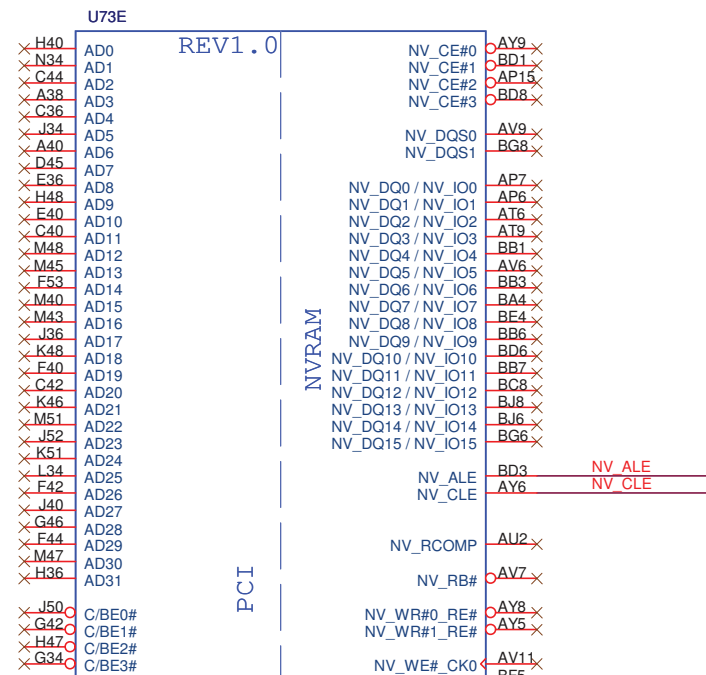 U73E
REV1.0
H40 AD0 NV_CE#0 AY9
N34 AD1 NV_CE#1 BD1
C44 AD2 NV_CE#2 AP15
A38 AD3 NV_CE#3 BD8
C36 AD4
J34 AD5 NV_DQS0 AV9
A40 AD6 NV_DQS1 BG8
D45 AD7
E36 AD8 NV_DQ0 / NV_IO0 AP7
H48 AD9 NV_DQ1 / NV_IO1 AP6
E40 AD10 NV_DQ2 / NV_IO2 AT6
C40 AD11 NV_DQ3 / NV_IO3 AT9
M48 AD12 NV_DQ4 / NV_IO4 BB1
M45 AD13 NV_DQ5 / NV_IO5 AV6
F53 AD14 NV_DQ6 / NV_IO6 BB3
M40 AD15 NV_DQ7 / NV_IO7 BA4
M43 AD16 NV_DQ8 / NV_IO8 BE4
J36 AD17 NV_DQ9 / NV_IO9 BB6
K48 AD18 NV_DQ10 / NV_IO10 BD6
F40 AD19 NV_DQ11 / NV_IO11 BB7
C42 AD20 NV_DQ12 / NV_IO12 BC8
K46 AD21 NV_DQ13 / NV_IO13 BJ8
M51 AD22 NV_DQ14 / NV_IO14 BJ6
J52 AD23 NV_DQ15 / NV_IO15 BG6
K51 AD24
L34 AD25 NV_ALE BD3 NV_ALE
F42 AD26 NV_CLE AY6 NV_CLE
J40 AD27
G46 AD28
F44 AD29 NV_RCOMP AU2
M47 AD30
H36 AD31 NV_RB# AV7
NVRAM
PCI
J50 C/BE0# NV_WR#0_RE# AY8
G42 C/BE1# NV_WR#1_RE# AY5
H47 C/BE2#
G34 C/BE3# NV_WE#_CK0 AV11
BF5